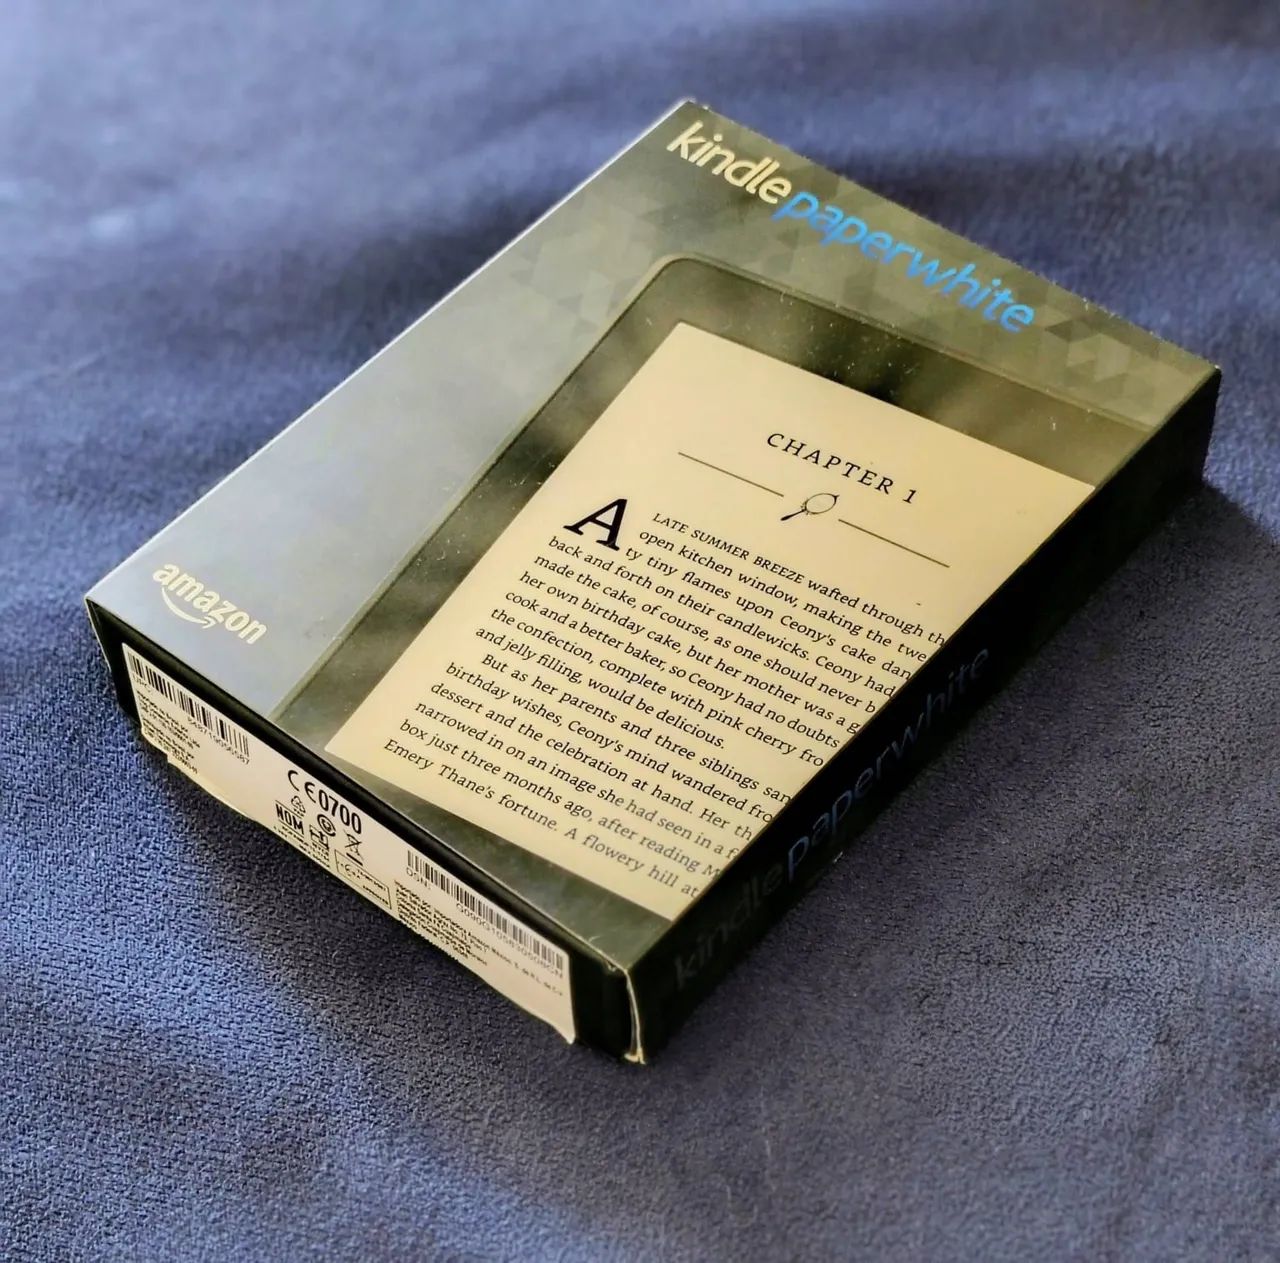 kindle paperwhite
CHAPTER 1
A LATE SUMMER BREEZE wafted through th
open kitchen window, making the twe
ty tiny flames upon Ceony's cake dan
back and forth on their candlewicks. Ceony had
made the cake, of course, as one should never b
her own birthday cake, but her mother was a g
cook and a better baker, so Ceony had no doubts
the confection, complete with pink cherry fro
and jelly filling, would be delicious.
But as her parents and three siblings san
birthday wishes, Ceony's mind wandered fro
dessert and the celebration at hand. Her th
narrowed in on an image she had seen in a f
box just three months ago, after reading M
Emery Thane's fortune. A flowery hill at
amazon
kindle paperwhite
CE0700
NOM
DSN: